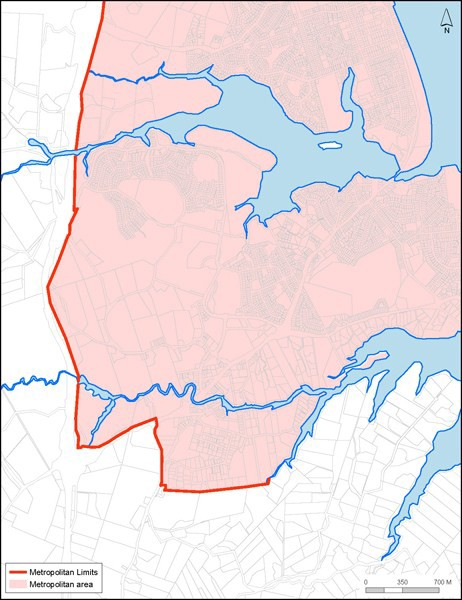 N
Metropolitan Limits
Metropolitan area
0 350 700 M